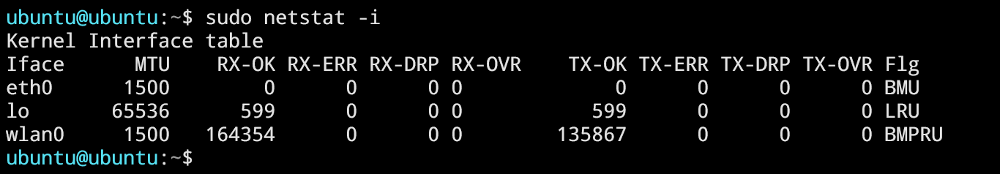 ubuntu@ubuntu:~$ sudo netstat -i
Kernel Interface table
Iface      MTU    RX-OK RX-ERR RX-DRP RX-OVR    TX-OK TX-ERR TX-DRP TX-OVR Flg
eth0      1500        0      0      0 0             0      0      0      0 BMU
lo       65536      599      0      0 0           599      0      0      0 LRU
wlan0     1500   164354      0      0 0        135867      0      0      0 BMPRU
ubuntu@ubuntu:~$